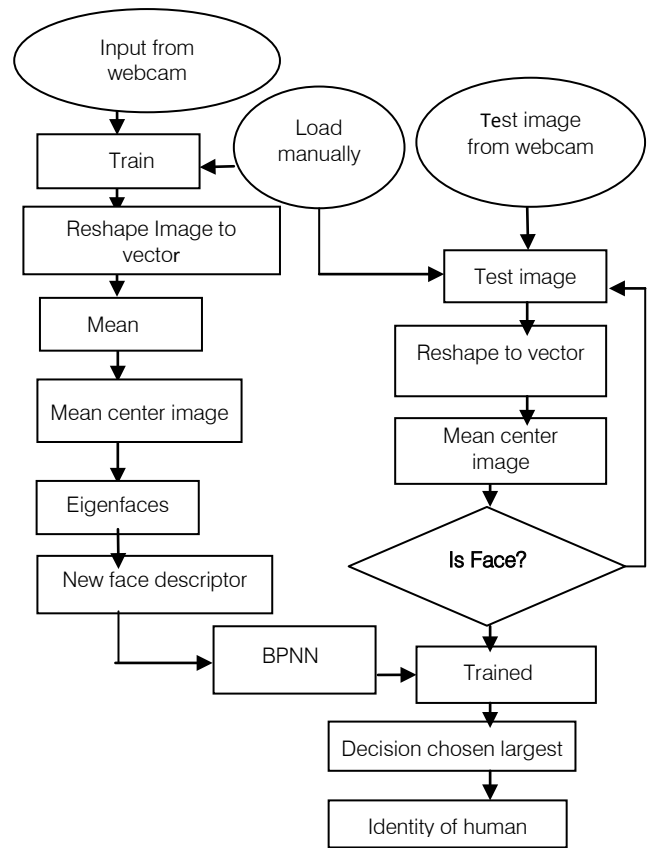 Input from
webcam
Load
manually
Test image
from webcam
Train
Reshape Image to
vector
Mean
Mean center image
Eigenfaces
New face descriptor
BPNN
Test image
Reshape to vector
Mean center
image
Is Face?
Trained
Decision chosen largest
Identity of human